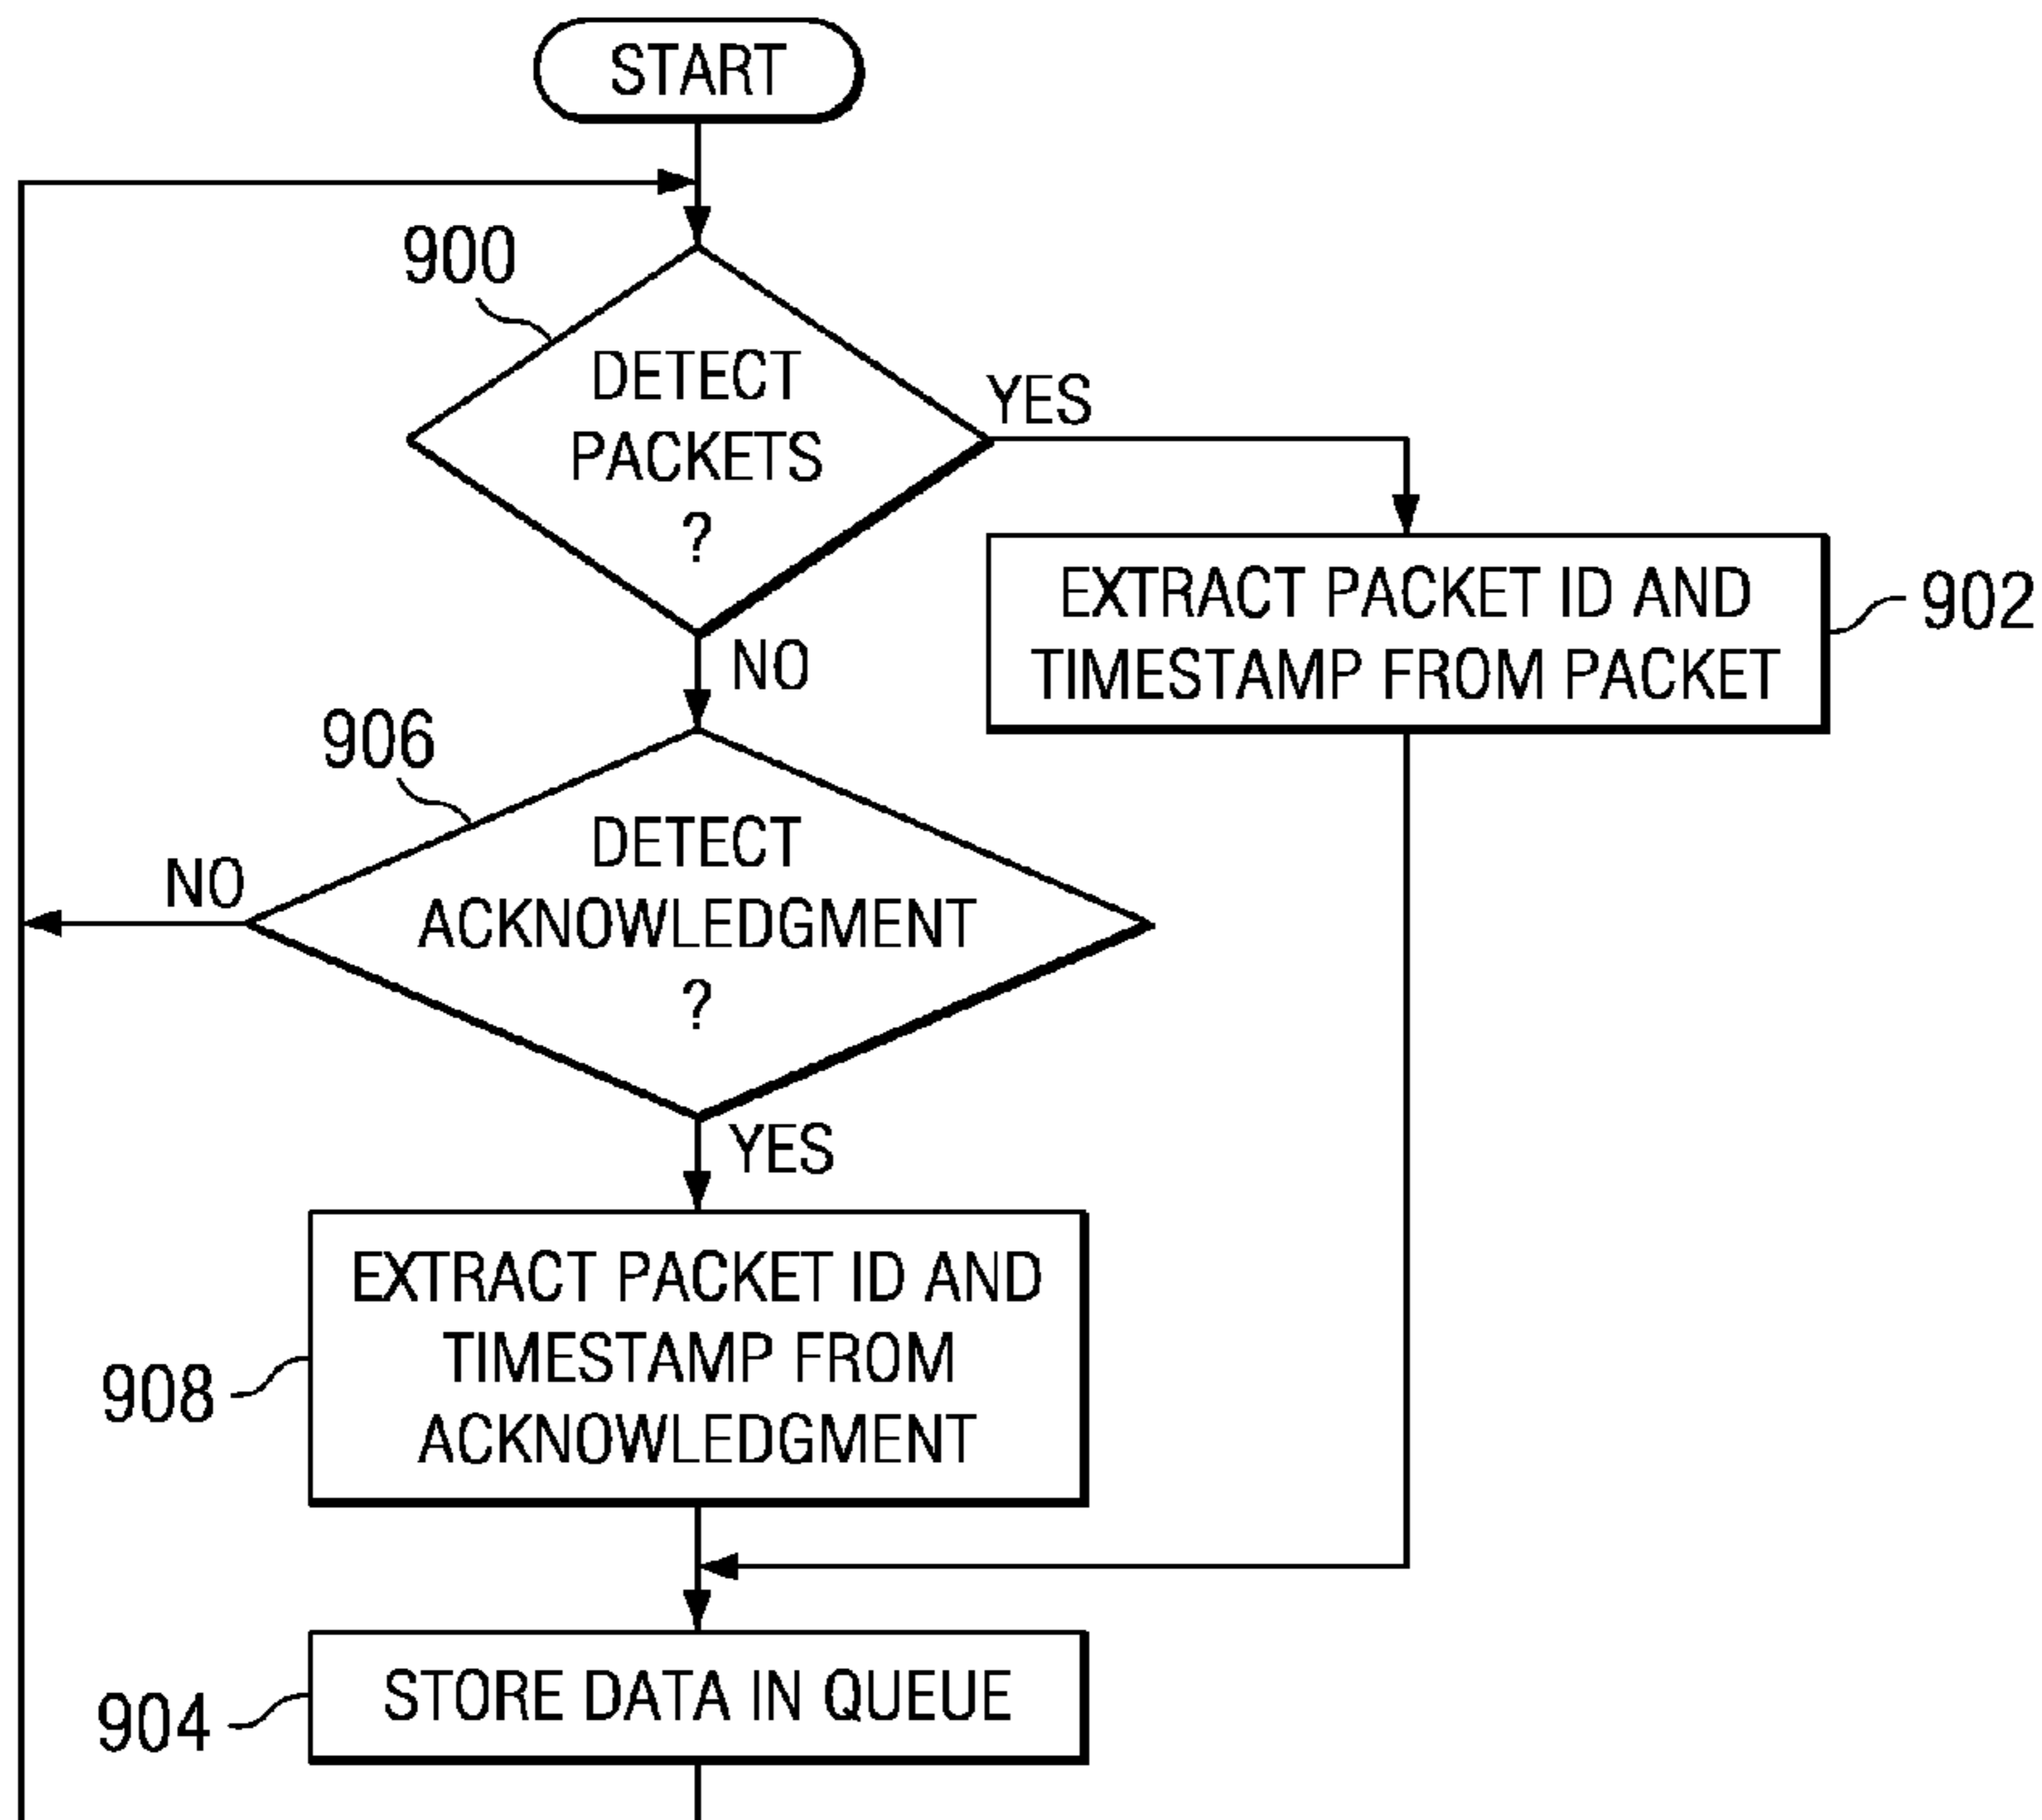 START
900
DETECT
PACKETS
?
YES
NO
EXTRACT PACKET ID AND
TIMESTAMP FROM PACKET
902
906
DETECT
ACKNOWLEDGMENT
?
NO
YES
EXTRACT PACKET ID AND
TIMESTAMP FROM
ACKNOWLEDGMENT
908
STORE DATA IN QUEUE
904